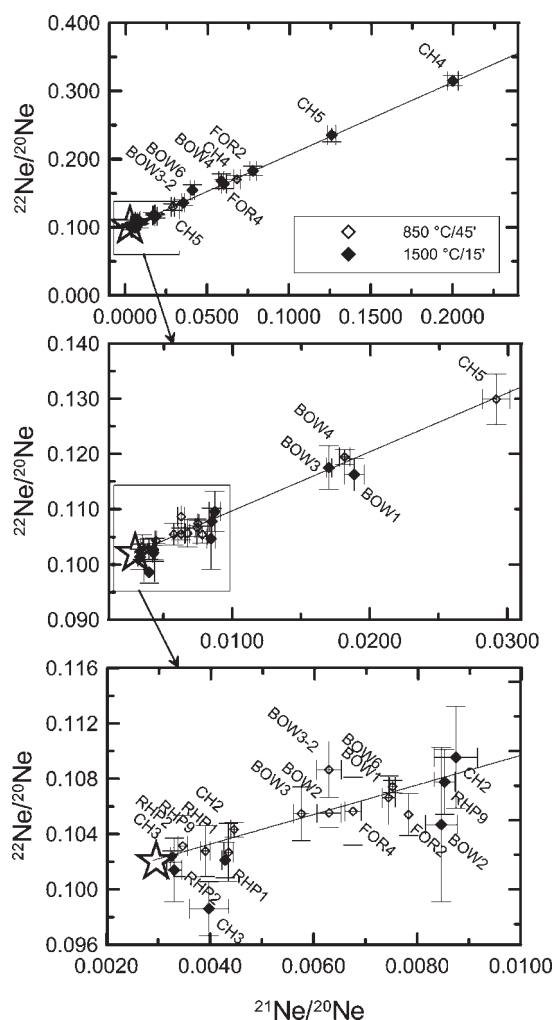 0.400
0.300
0.200
0.100
0.000
22Ne/20Ne
CH4
CH5
FOR2
CH4
BOW4
BOW6
BOW3-2
FOR4
CH5
850 °C/45'
1500 °C/15'
0.0000 0.0500 0.1000 0.1500 0.2000
0.140
0.130
0.120
0.110
0.100
0.090
22Ne/20Ne
CH5
BOW4
BOW3
BOW1
0.0100 0.0200 0.0300
0.116
0.112
0.108
0.104
0.100
0.096
22Ne/20Ne
BOW3-2
BOW6
BOW1
BOW2
BOW3
CH2
RHP1
RHP9
RHP2
CH3
CH2
RHP9
BOW2
FOR2
FOR4
RHP1
RHP2
CH3
0.0020 0.0040 0.0060 0.0080 0.0100
21Ne/20Ne